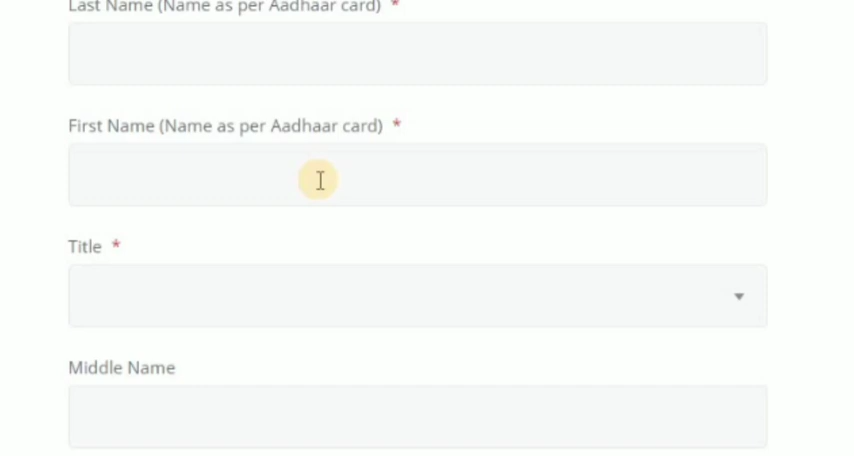 Last Name (Name as per Aadhaar card) *
First Name (Name as per Aadhaar card) *
Title *
Middle Name